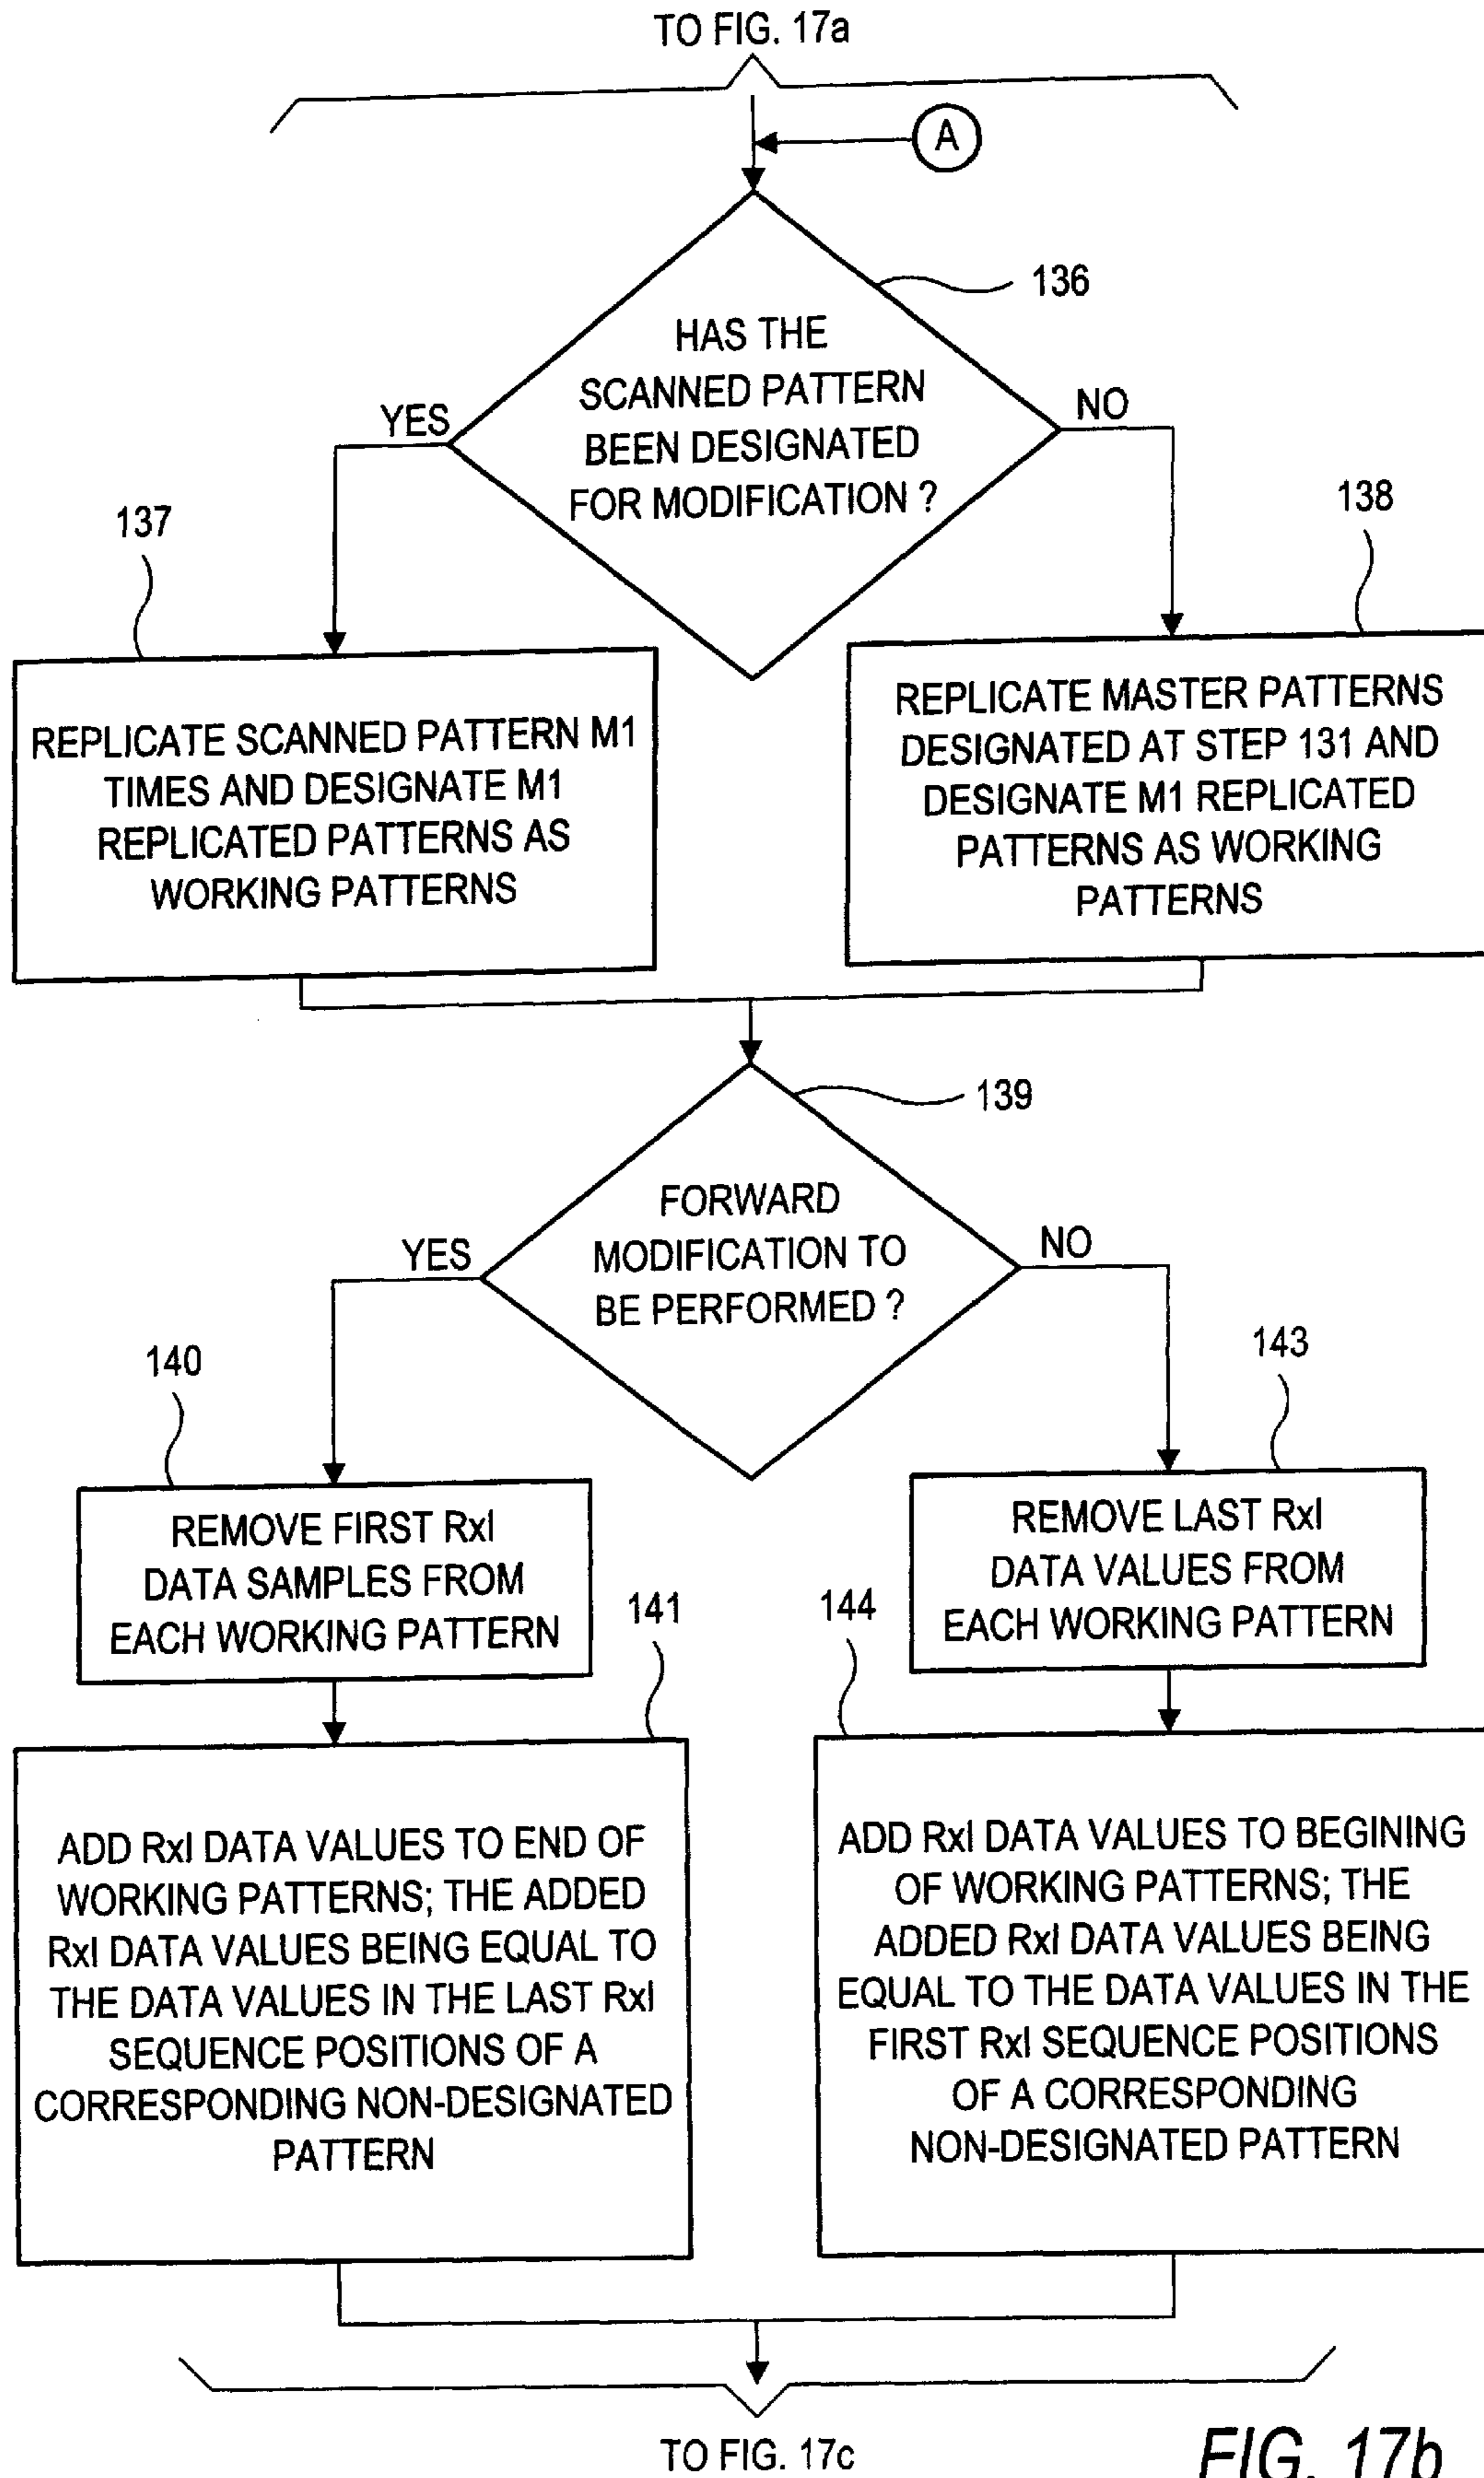 TO FIG. 17a
A
136
HAS THE
SCANNED PATTERN
BEEN DESIGNATED
FOR MODIFICATION ?
YES
NO
137
138
REPLICATE SCANNED PATTERN M1
TIMES AND DESIGNATE M1
REPLICATED PATTERNS AS
WORKING PATTERNS
REPLICATE MASTER PATTERNS
DESIGNATED AT STEP 131 AND
DESIGNATE M1 REPLICATED
PATTERNS AS WORKING
PATTERNS
139
FORWARD
MODIFICATION TO
BE PERFORMED ?
YES
NO
140
143
REMOVE FIRST RxI
DATA SAMPLES FROM
EACH WORKING PATTERN
REMOVE LAST RxI
DATA VALUES FROM
EACH WORKING PATTERN
141
144
ADD RxI DATA VALUES TO END OF
WORKING PATTERNS; THE ADDED
RxI DATA VALUES BEING EQUAL TO
THE DATA VALUES IN THE LAST RxI
SEQUENCE POSITIONS OF A
CORRESPONDING NON-DESIGNATED
PATTERN
ADD RxI DATA VALUES TO BEGINING
OF WORKING PATTERNS; THE
ADDED RxI DATA VALUES BEING
EQUAL TO THE DATA VALUES IN THE
FIRST RxI SEQUENCE POSITIONS
OF A CORRESPONDING
NON-DESIGNATED PATTERN
TO FIG. 17c
FIG. 17b